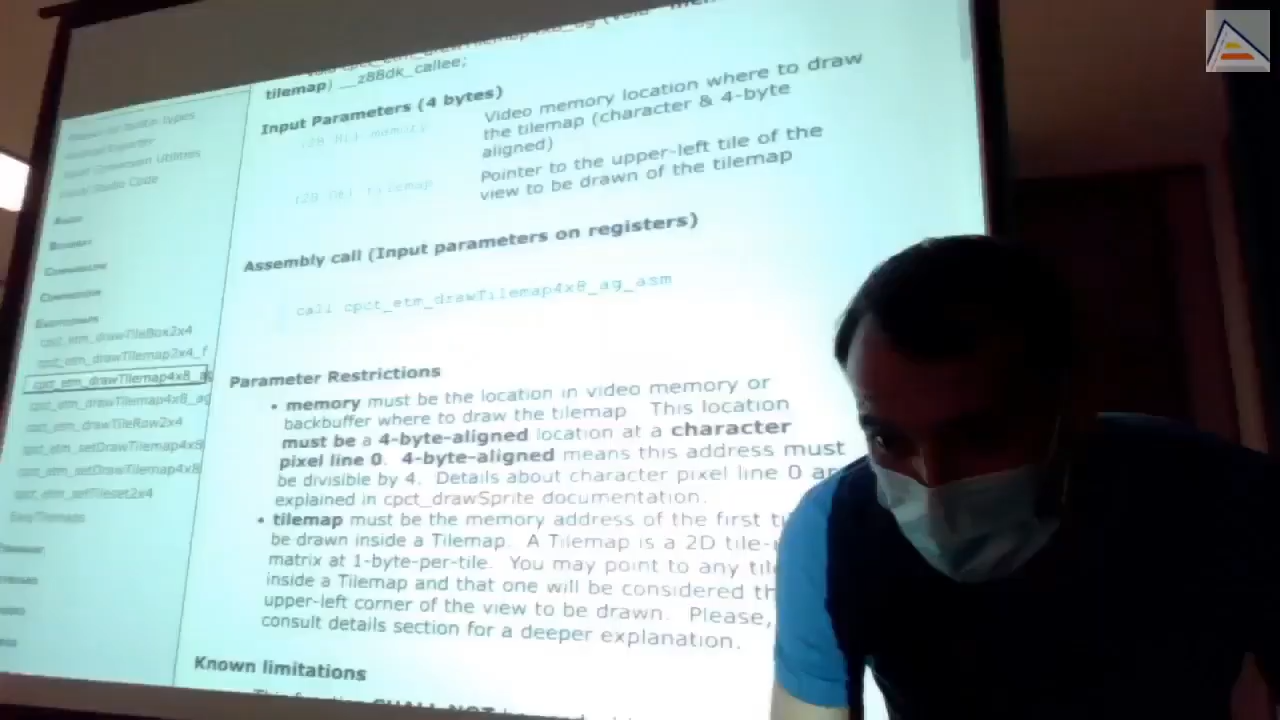 tilemap) __z88dk_callee;
Input Parameters (4 bytes)
Video memory location where to draw
the tilemap (character & 4-byte
aligned)
Pointer to the upper-left tile of the
view to be drawn of the tilemap
Assembly call (Input parameters on registers)
call cpct_etm_drawTilemap4x8_ag_asm
Parameter Restrictions
• memory must be the location in video memory or
backbuffer where to draw the tilemap. This location
must be a 4-byte-aligned location at a character
pixel line 0. 4-byte-aligned means this address must
be divisible by 4. Details about character pixel line 0
explained in cpct_drawSprite documentation.
• tilemap must be the memory address of the first
be drawn inside a Tilemap. A Tilemap is a 2D
matrix at 1-byte-per-tile. You may point to any
inside a Tilemap and that one will be considered
upper-left corner of the view to be drawn. Please,
consult details section for a deeper explanation.
Known limitations
SHALL NOT
cpct_etm_drawTileBox2x4
cpct_etm_drawTilemap2x4_f
cpct_etm_drawTilemap4x8_ag
cpct_etm_drawTilemap4x8_ag
cpct_etm_drawTileRow2x4
cpct_etm_setDrawTilemap4x8
cpct_etm_setDrawTilemap4x8
cpct_etm_setTileset2x4
EasyTilemaps